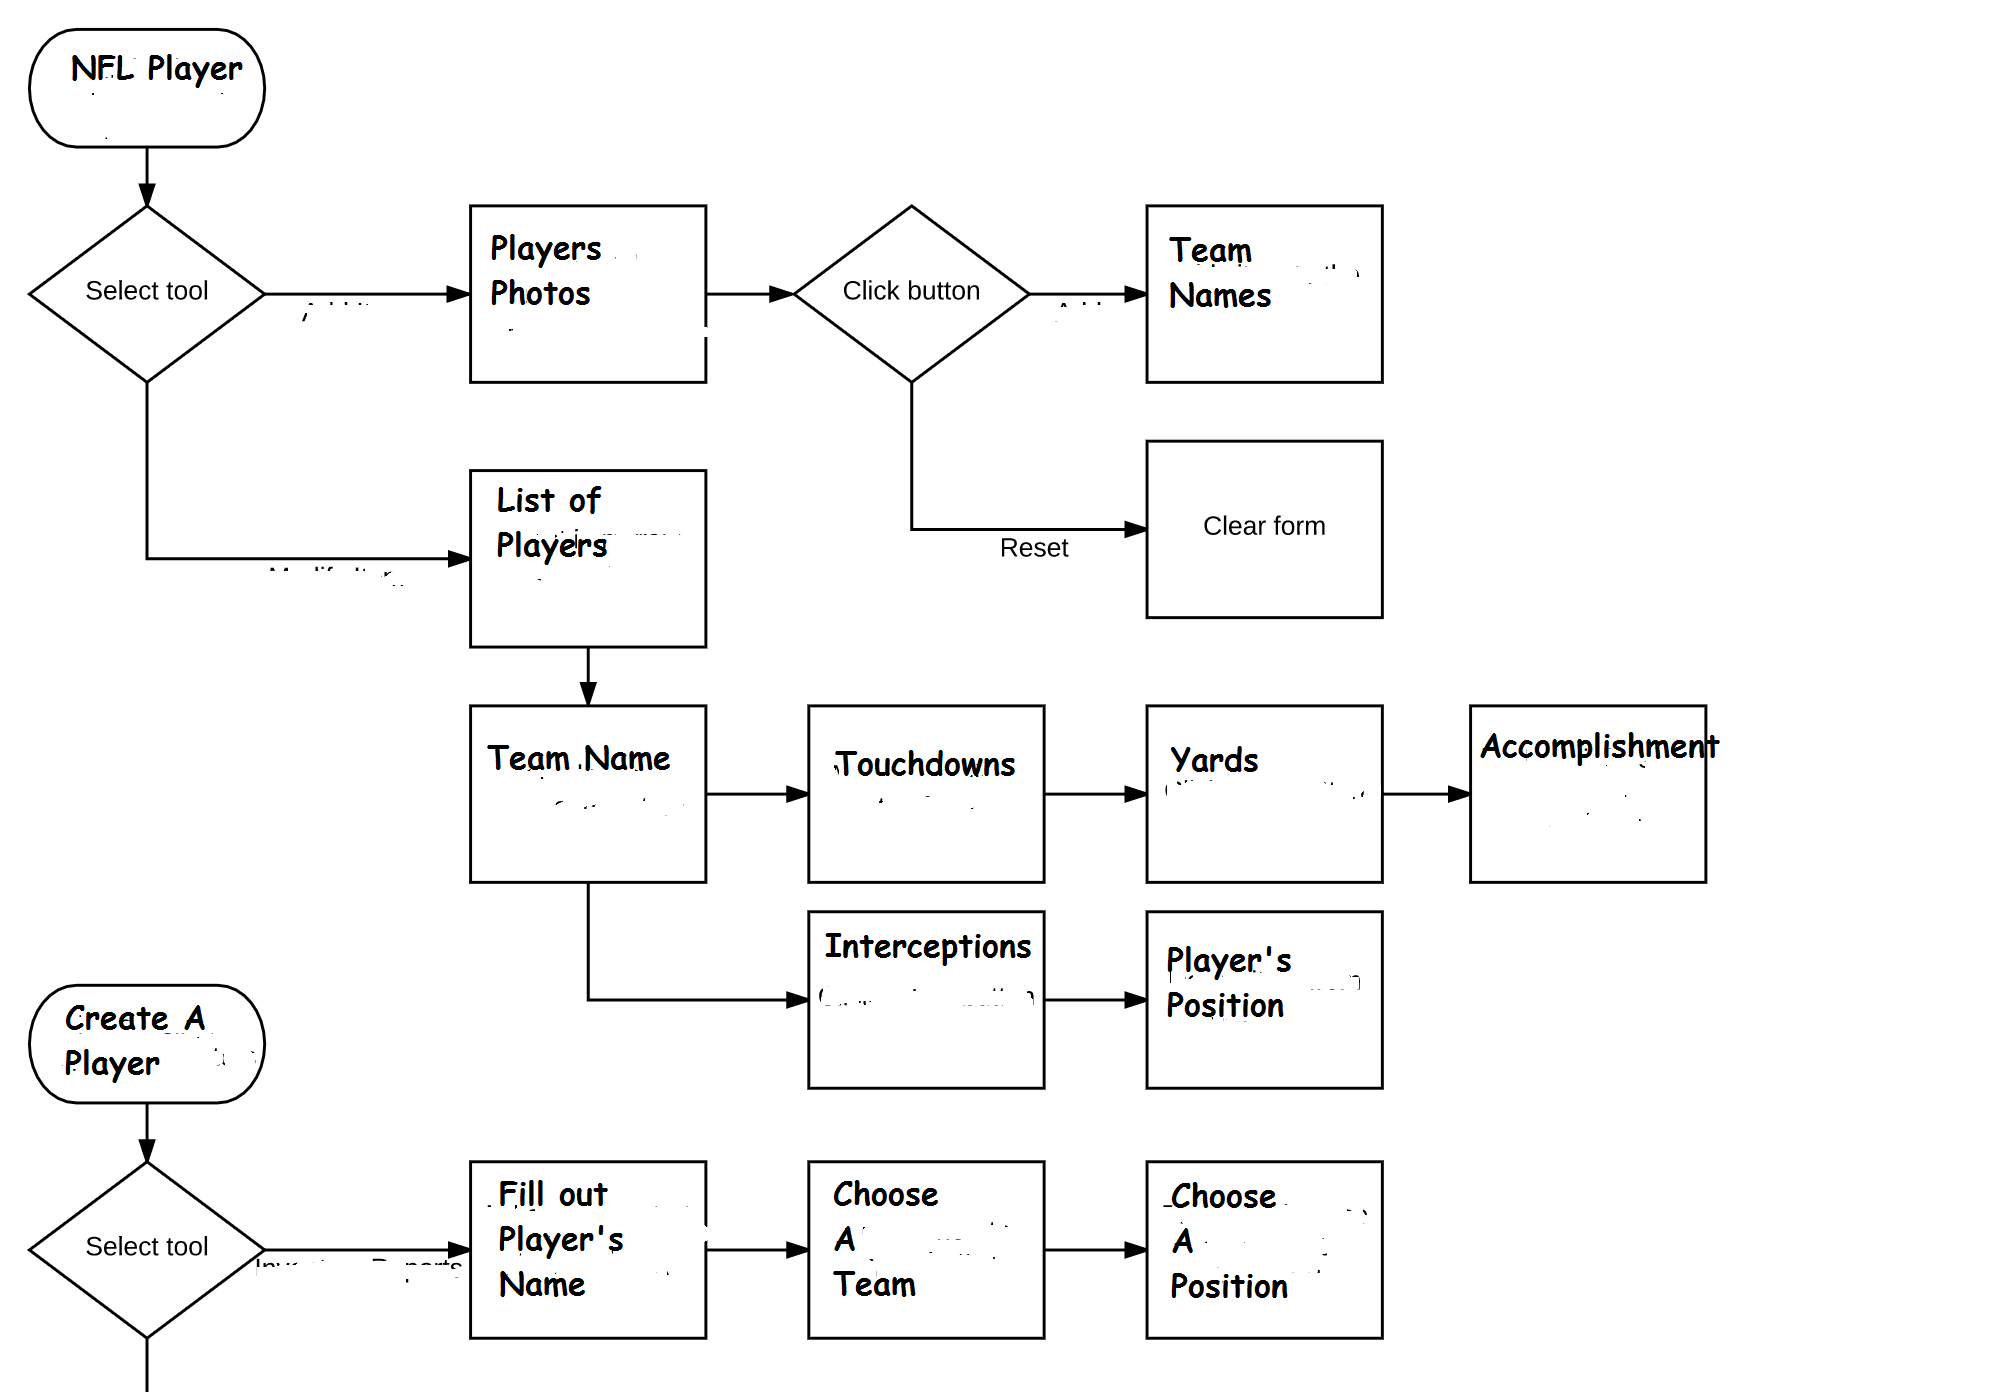 NFL Player
Select tool
Players
Photos
Click button
Team
Names
List of
Players
Reset
Clear form
Team Name
Touchdowns
Yards
Accomplishment
Interceptions
Player's
Position
Create A
Player
Select tool
Fill out
Player's
Name
Choose
A
Team
Choose
A
Position